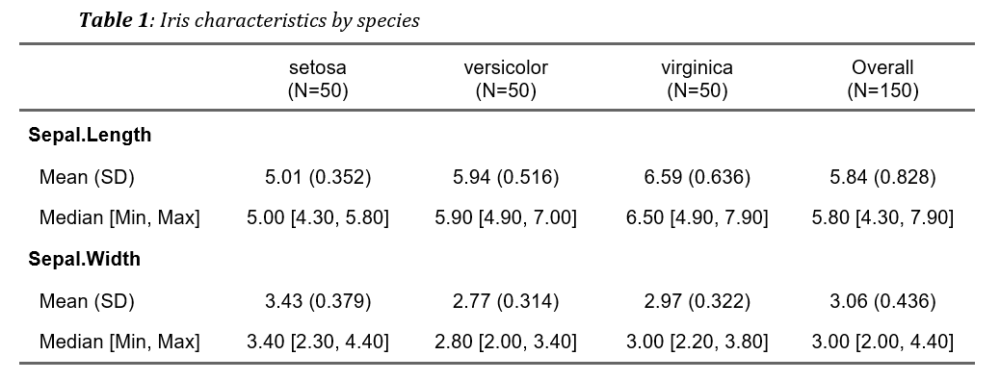 Table 1: Iris characteristics by species
setosa versicolor virginica Overall
(N=50) (N=50) (N=50) (N=150)
Sepal.Length
Mean (SD) 5.01 (0.352) 5.94 (0.516) 6.59 (0.636) 5.84 (0.828)
Median [Min, Max] 5.00 [4.30, 5.80] 5.90 [4.90, 7.00] 6.50 [4.90, 7.90] 5.80 [4.30, 7.90]
Sepal.Width
Mean (SD) 3.43 (0.379) 2.77 (0.314) 2.97 (0.322) 3.06 (0.436)
Median [Min, Max] 3.40 [2.30, 4.40] 2.80 [2.00, 3.40] 3.00 [2.20, 3.80] 3.00 [2.00, 4.40]